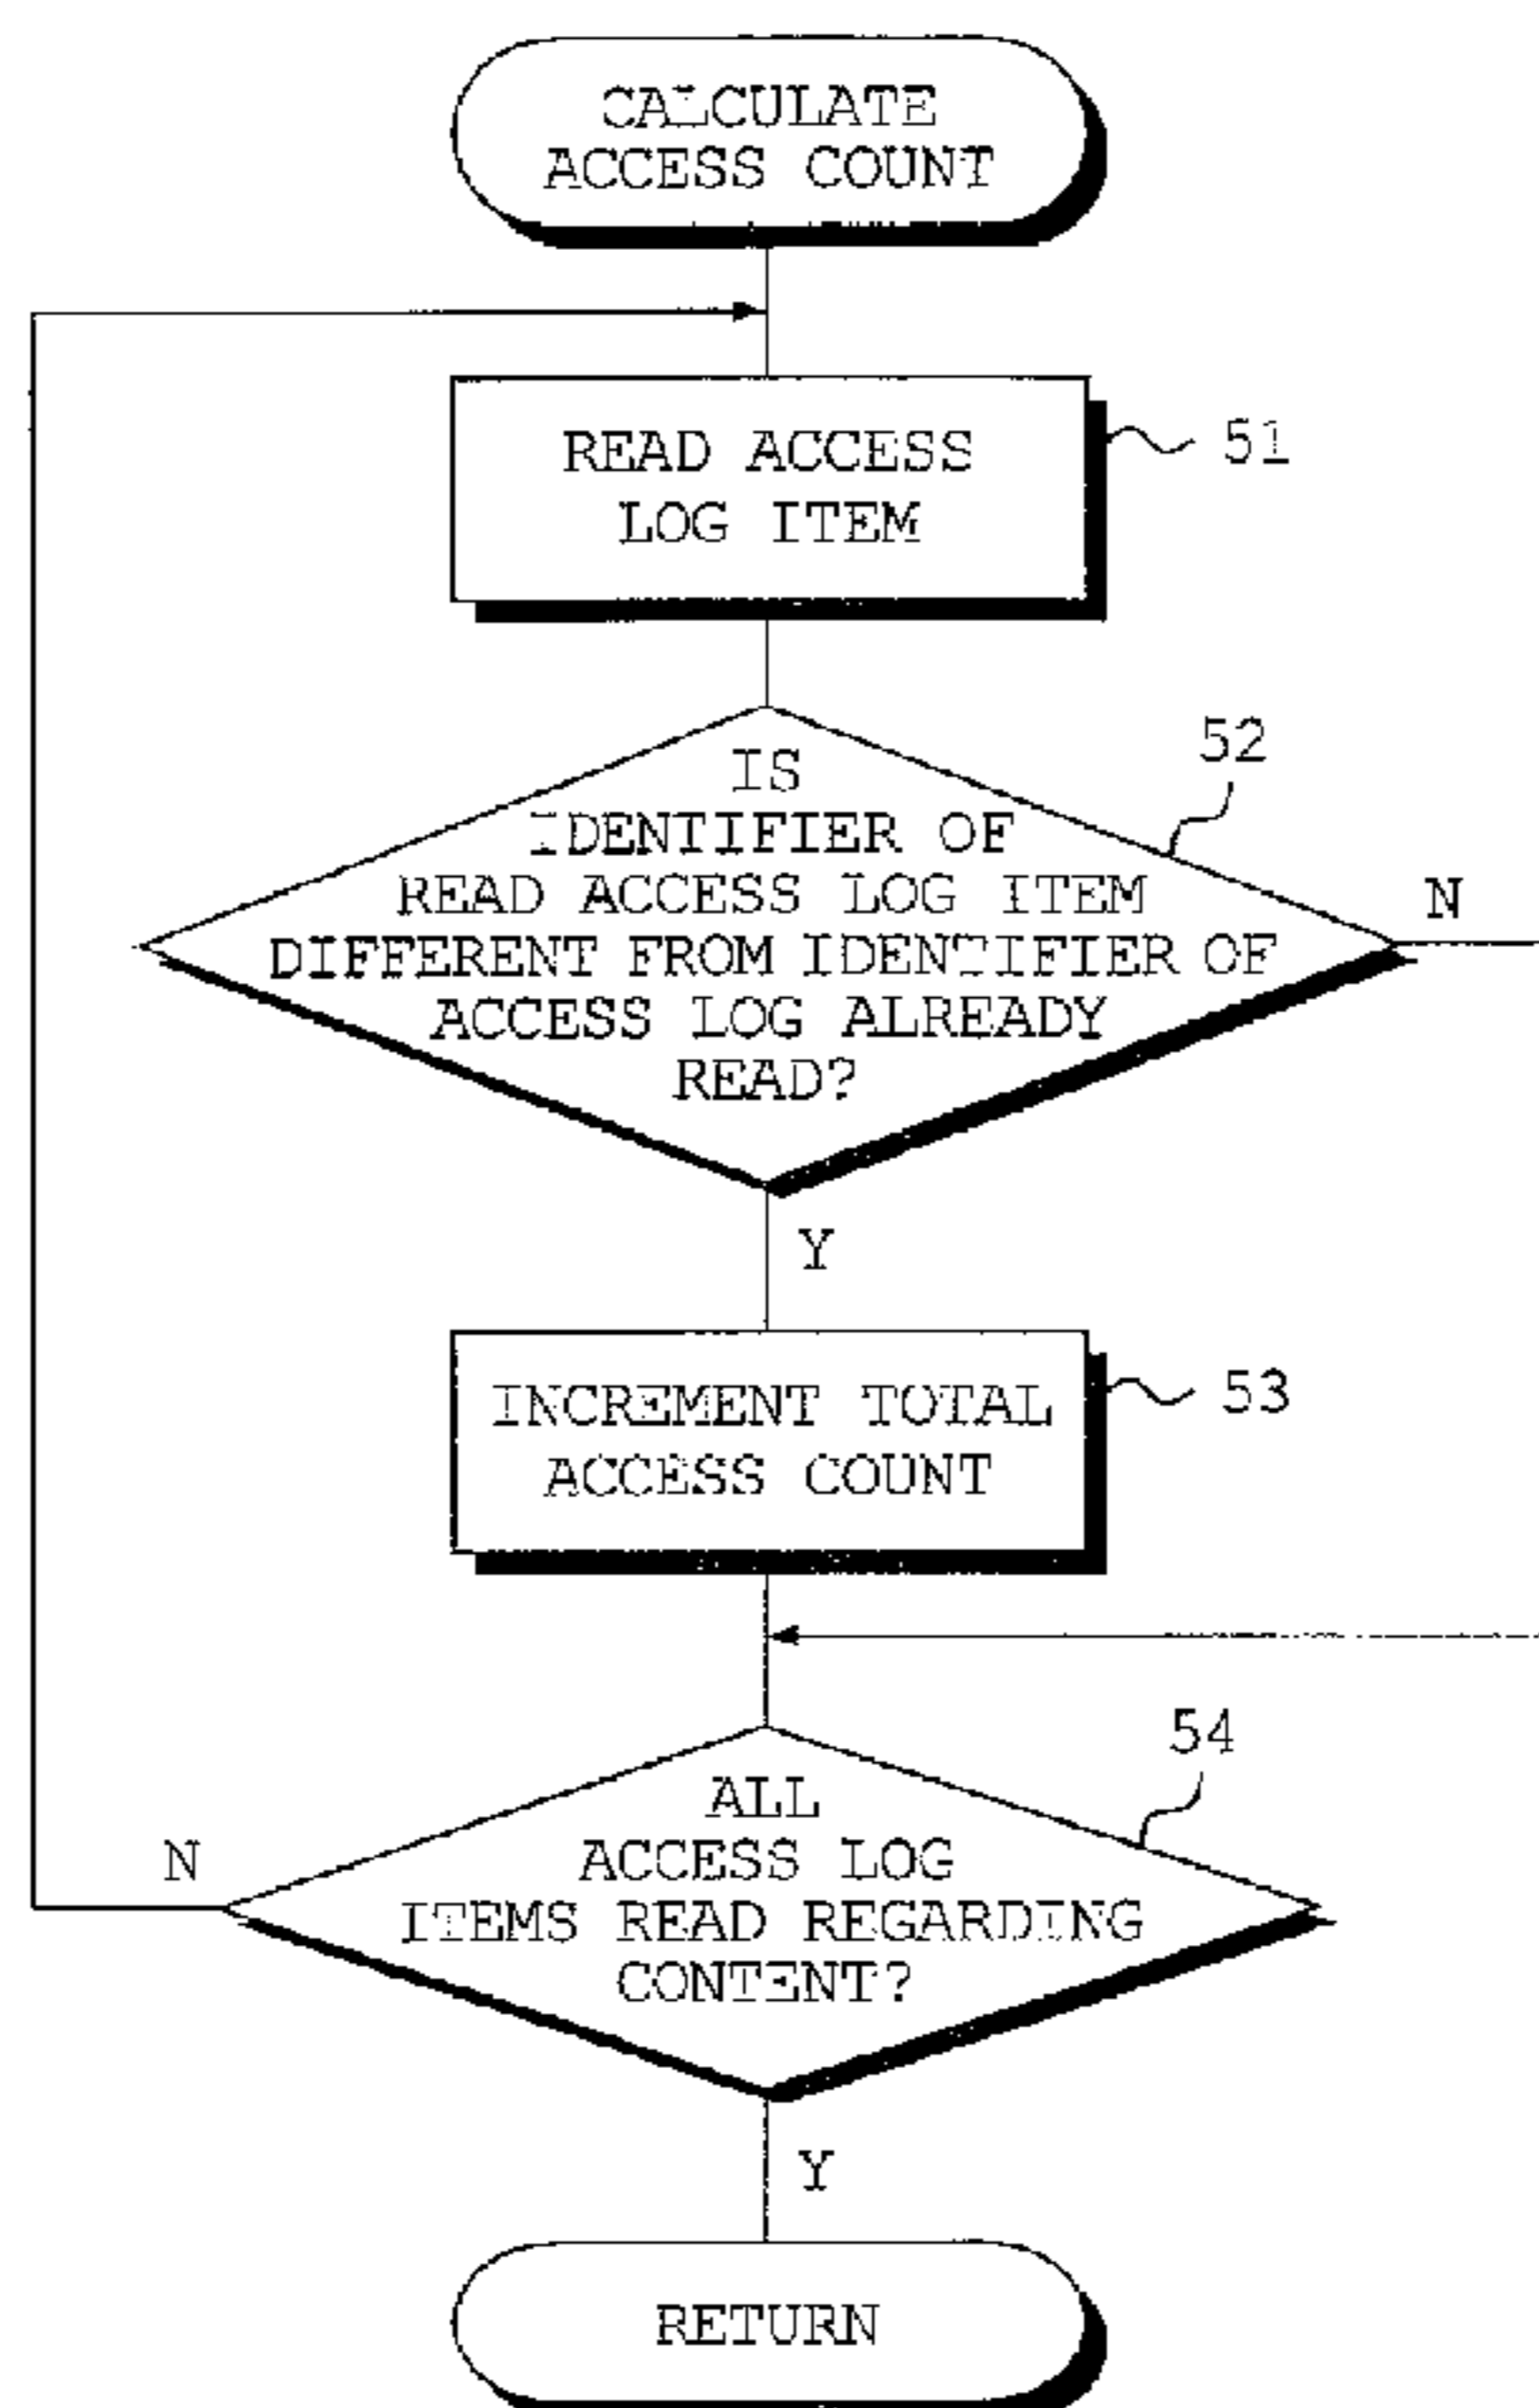 CALCULATE
ACCESS COUNT
READ ACCESS
LOG ITEM
51
52
IS
IDENTIFIER OF
READ ACCESS LOG ITEM
DIFFERENT FROM IDENTIFIER OF
ACCESS LOG ALREADY
READ?
N
Y
INCREMENT TOTAL
ACCESS COUNT
53
54
ALL
ACCESS LOG
ITEMS READ REGARDING
CONTENT?
N
Y
RETURN